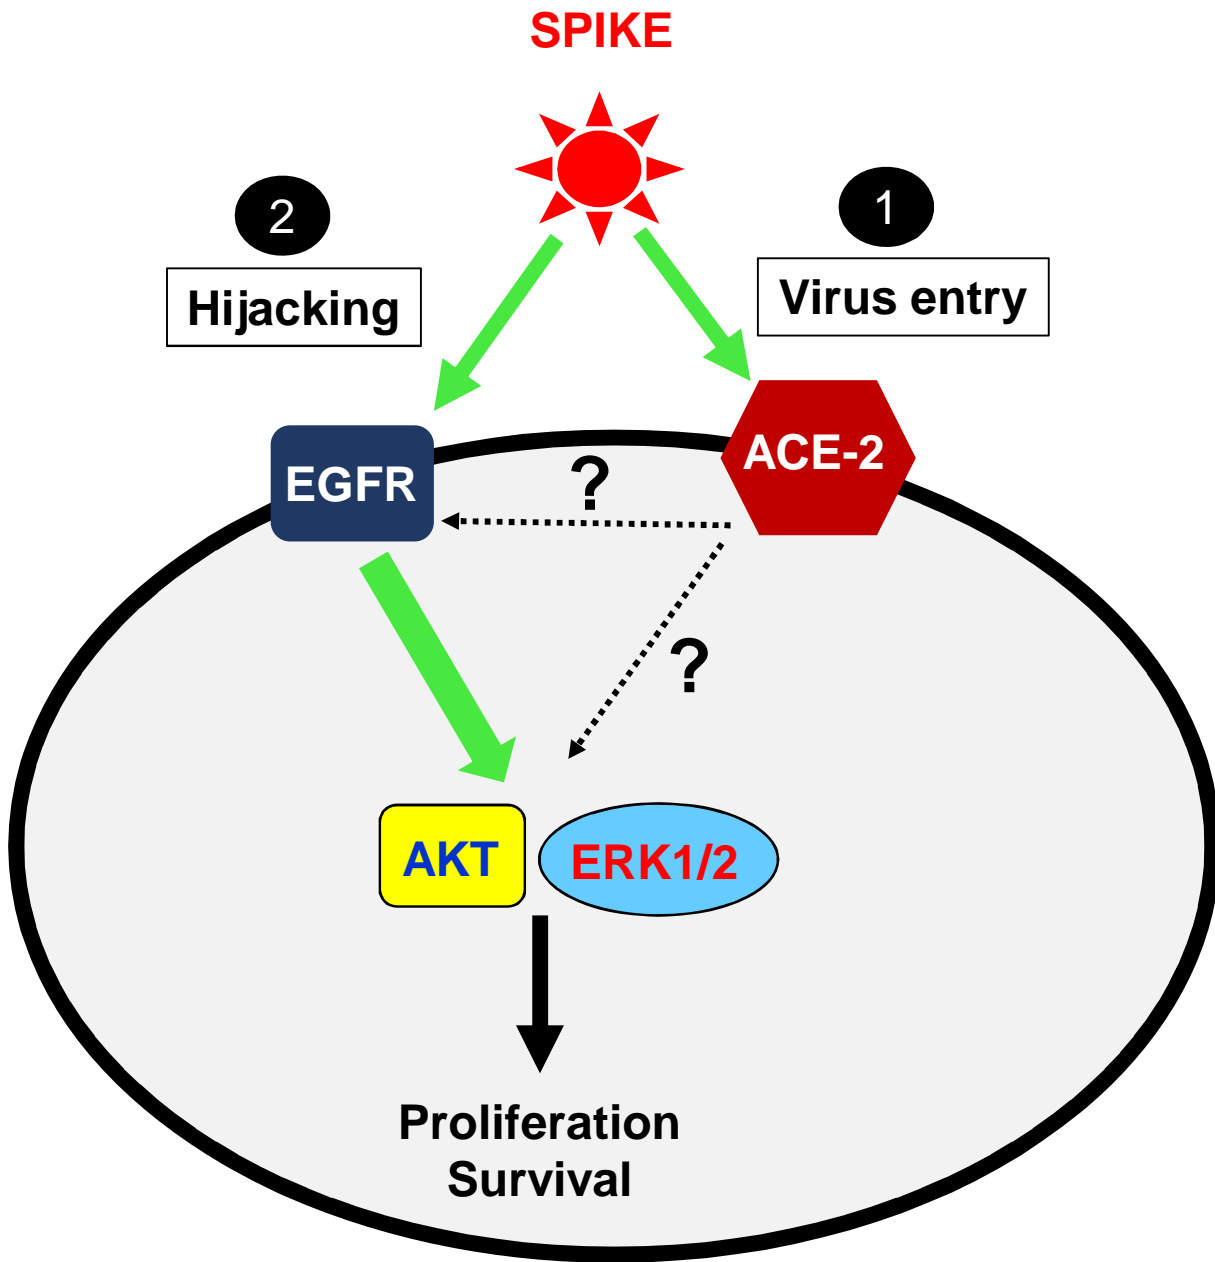 SPIKE
2
1
Hijacking
Virus entry
EGFR
?
ACE-2
?
AKT
ERK1/2
Proliferation
Survival